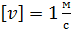 [v] = 1 м/с